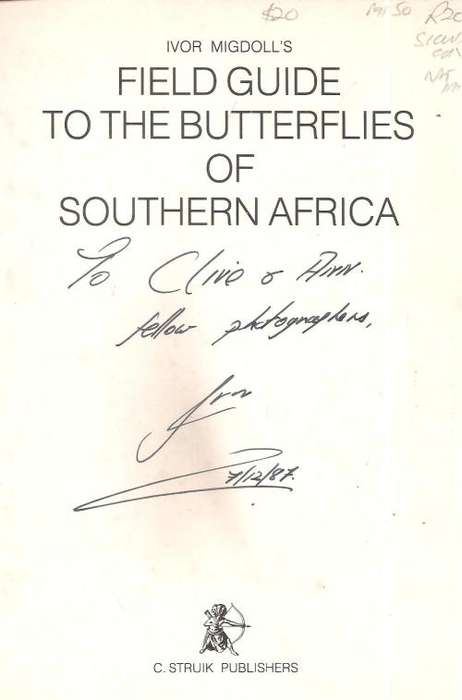 $20
IVOR MIGDOLL'S
FIELD GUIDE
TO THE BUTTERFLIES
OF
SOUTHERN AFRICA
To Clive & Ann.
fellow photographers,
Ivor
7/12/87.
C. STRUIK PUBLISHERS